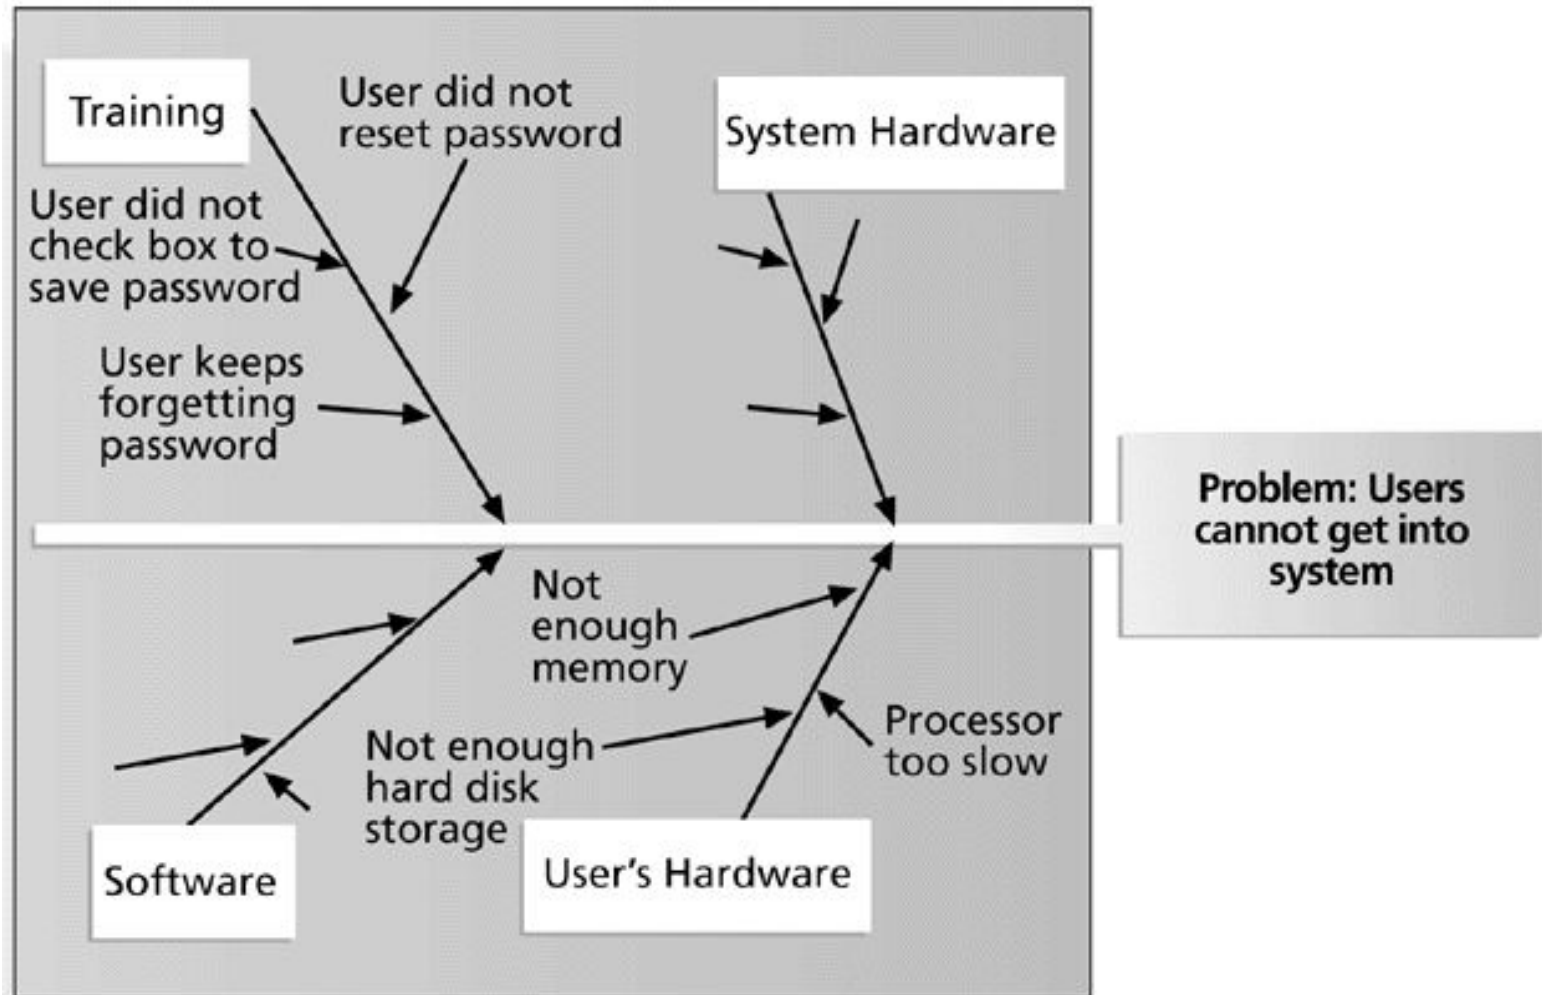 Training
User did not
reset password
System Hardware
User did not
check box to
save password
User keeps
forgetting
password
Problem: Users
cannot get into
system
Not
enough
memory
Not enough
hard disk
storage
Processor
too slow
Software
User's Hardware